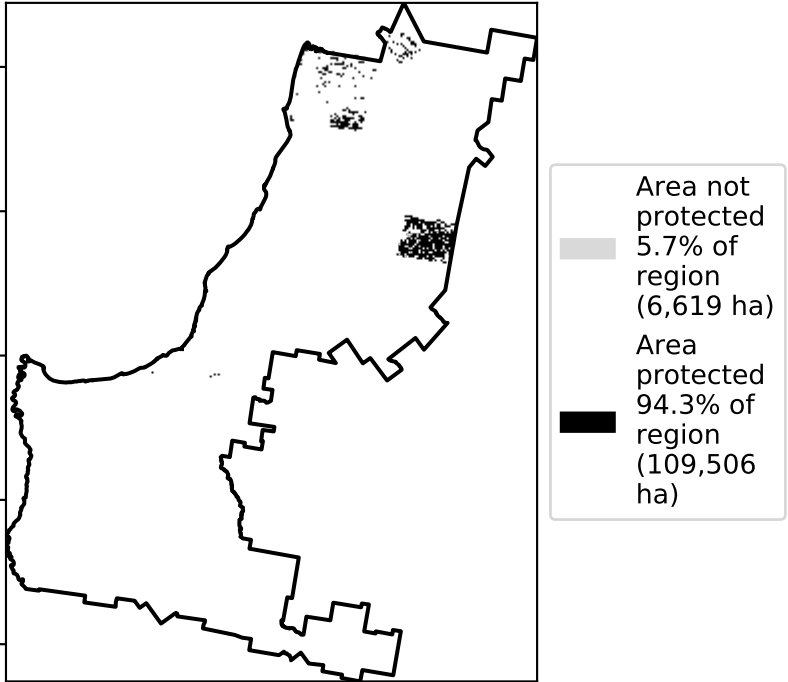 Area not
protected
5.7% of
region
(6,619 ha)
Area
protected
94.3% of
region
(109,506
ha)